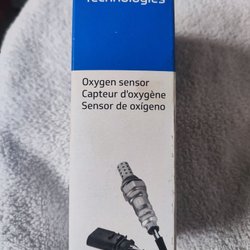 Technologies
Oxygen sensor
Capteur d'oxygène
Sensor de oxígeno